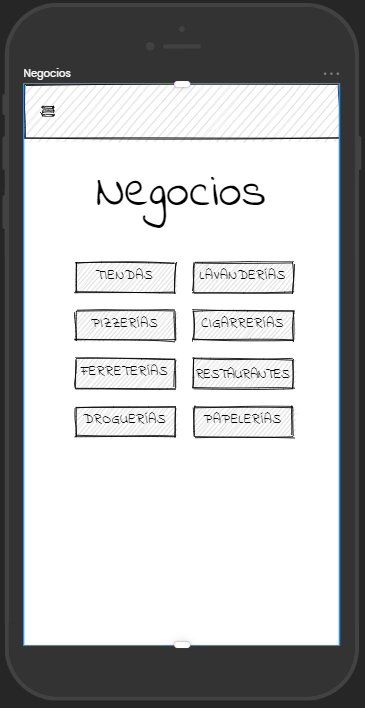 Negocios
Negocios
TIENDAS
LAVANDERÍAS
PIZZERÍAS
CIGARRERÍAS
FERRETERÍAS
RESTAURANTES
DROGUERÍAS
PAPELERÍAS